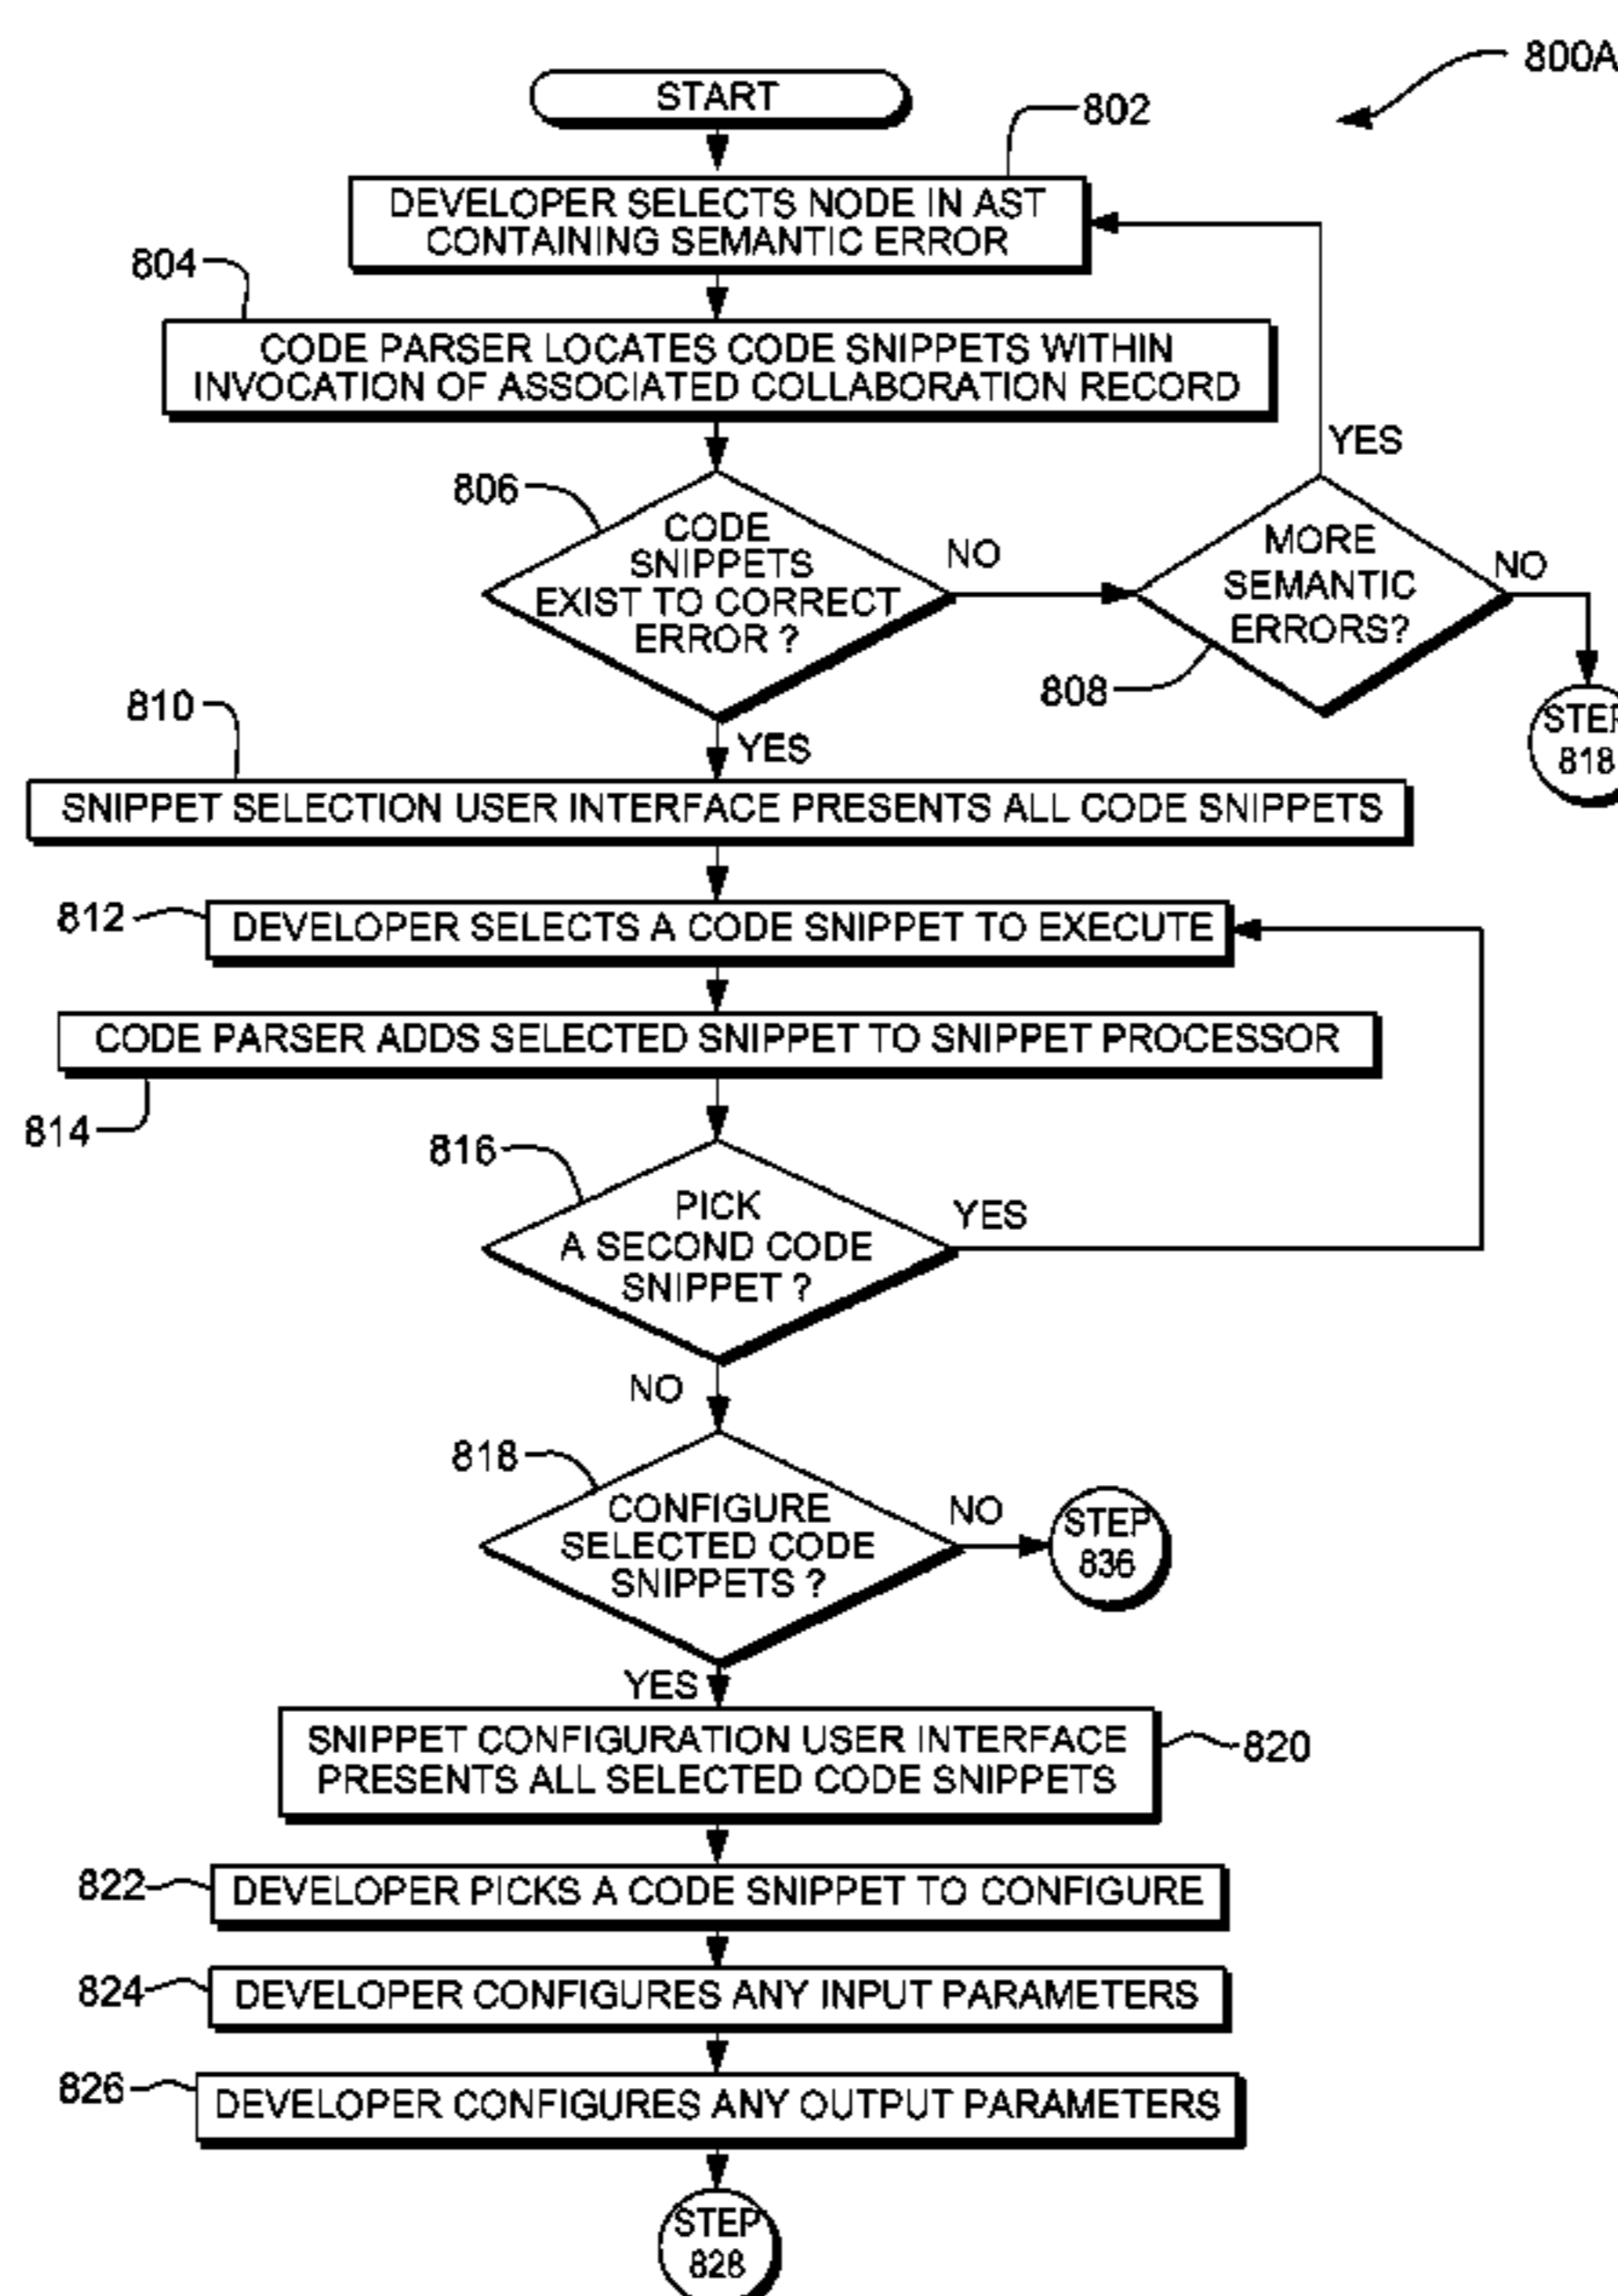 800A
START
802
DEVELOPER SELECTS NODE IN AST
CONTAINING SEMANTIC ERROR
804
CODE PARSER LOCATES CODE SNIPPETS WITHIN
INVOCATION OF ASSOCIATED COLLABORATION RECORD
YES
806
CODE
SNIPPETS
EXIST TO CORRECT
ERROR ?
NO
MORE
SEMANTIC
ERRORS?
NO
808
STEP
818
810
YES
SNIPPET SELECTION USER INTERFACE PRESENTS ALL CODE SNIPPETS
812
DEVELOPER SELECTS A CODE SNIPPET TO EXECUTE
CODE PARSER ADDS SELECTED SNIPPET TO SNIPPET PROCESSOR
814
816
PICK
A SECOND CODE
SNIPPET ?
YES
NO
818
CONFIGURE
SELECTED CODE
SNIPPETS ?
NO
STEP
836
YES
SNIPPET CONFIGURATION USER INTERFACE
PRESENTS ALL SELECTED CODE SNIPPETS
820
822
DEVELOPER PICKS A CODE SNIPPET TO CONFIGURE
824
DEVELOPER CONFIGURES ANY INPUT PARAMETERS
826
DEVELOPER CONFIGURES ANY OUTPUT PARAMETERS
STEP
828